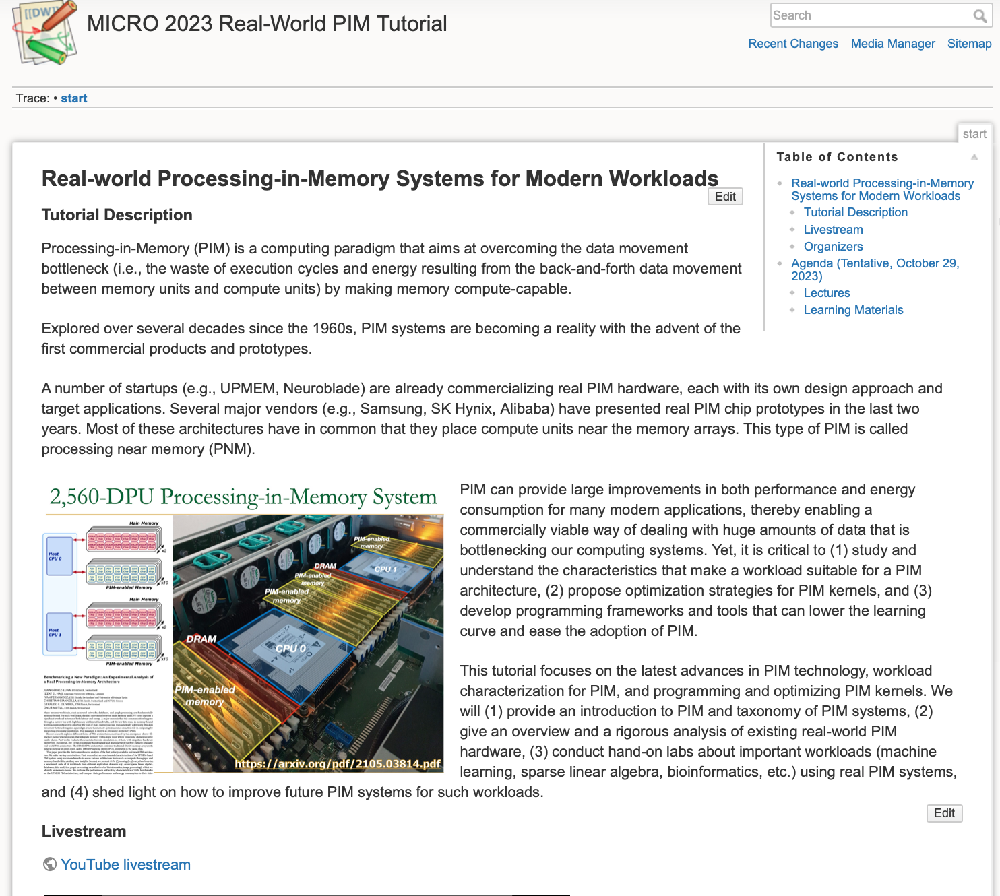 [[DW]]
MICRO 2023 Real-World PIM Tutorial
Search
Recent Changes Media Manager Sitemap
Trace: • start
start
Table of Contents
Real-world Processing-in-Memory
Systems for Modern Workloads
Tutorial Description
Livestream
Organizers
Agenda (Tentative, October 29,
2023)
Lectures
Learning Materials
Real-world Processing-in-Memory Systems for Modern Workloads
Edit
Tutorial Description
Processing-in-Memory (PIM) is a computing paradigm that aims at overcoming the data movement
bottleneck (i.e., the waste of execution cycles and energy resulting from the back-and-forth data movement
between memory units and compute units) by making memory compute-capable.
Explored over several decades since the 1960s, PIM systems are becoming a reality with the advent of the
first commercial products and prototypes.
A number of startups (e.g., UPMEM, Neuroblade) are already commercializing real PIM hardware, each with its own design approach and
target applications. Several major vendors (e.g., Samsung, SK Hynix, Alibaba) have presented real PIM chip prototypes in the last two
years. Most of these architectures have in common that they place compute units near the memory arrays. This type of PIM is called
processing near memory (PNM).
2,560-DPU Processing-in-Memory System
Main Memory
Host
CPU 0
x2
x10
PIM-enabled Memory
Main Memory
Host
CPU 1
x2
x10
PIM-enabled Memory
Benchmarking a New Paradigm: An Experimental Analysis of
a Real Processing-in-Memory Architecture
PIM-enabled
memory
CPU 1
DRAM
PIM-enabled
memory
PIM-enabled
memory
DRAM
CPU 0
PIM-enabled
memory
https://arxiv.org/pdf/2105.03814.pdf
PIM can provide large improvements in both performance and energy
consumption for many modern applications, thereby enabling a
commercially viable way of dealing with huge amounts of data that is
bottlenecking our computing systems. Yet, it is critical to (1) study and
understand the characteristics that make a workload suitable for a PIM
architecture, (2) propose optimization strategies for PIM kernels, and (3)
develop programming frameworks and tools that can lower the learning
curve and ease the adoption of PIM.
This tutorial focuses on the latest advances in PIM technology, workload
characterization for PIM, and programming and optimizing PIM kernels. We
will (1) provide an introduction to PIM and taxonomy of PIM systems, (2)
give an overview and a rigorous analysis of existing real-world PIM
hardware, (3) conduct hand-on labs about important workloads (machine
learning, sparse linear algebra, bioinformatics, etc.) using real PIM systems,
and (4) shed light on how to improve future PIM systems for such workloads.
Edit
Livestream
YouTube livestream